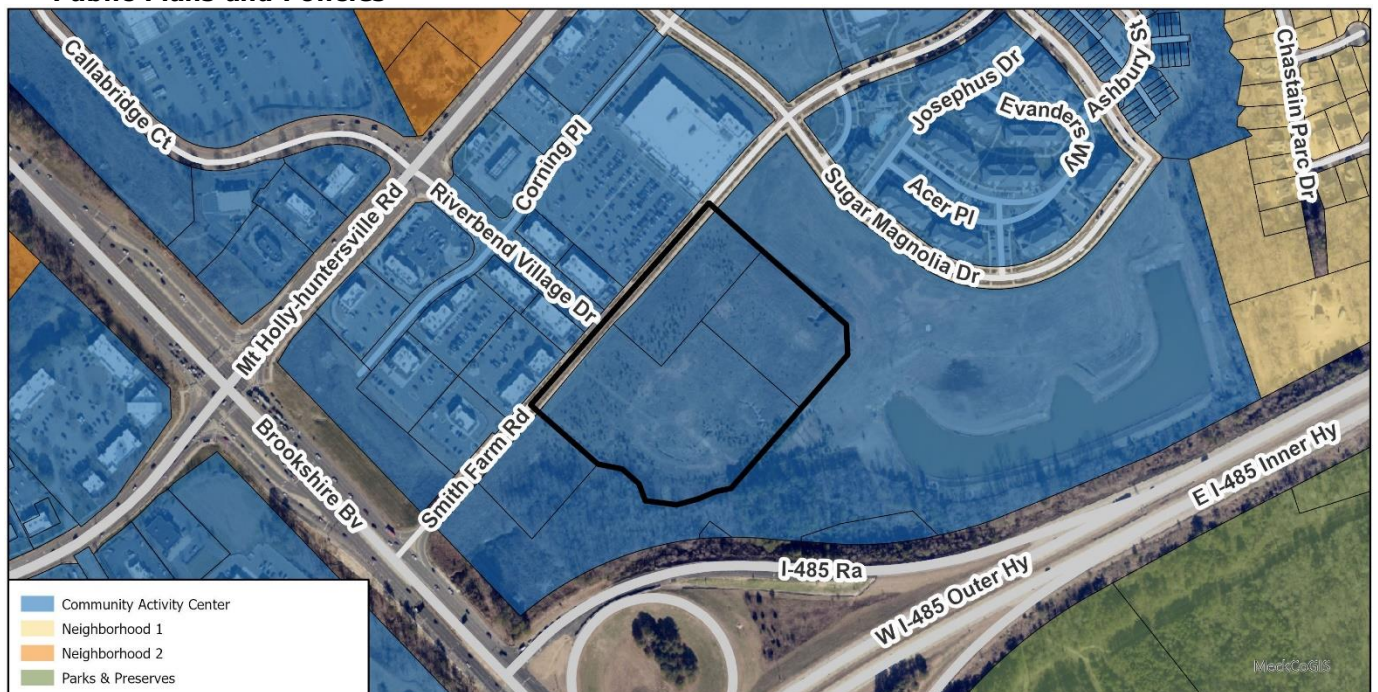 Public Plans and Policies
Callabridge Ct
Mt Holly-huntersville Rd
Riverbend Village Dr
Corning Pl
Josephus Dr
Evanders Wy
Ashbury St
Acer Pl
Sugar Magnolia Dr
Chastain Parc Dr
Smith Farm Rd
Brookshire Bv
I-485 Ra
W I-485 Outer Hy
E I-485 Inner Hy
Community Activity Center
Neighborhood 1
Neighborhood 2
Parks & Preserves
MeckCoGIS